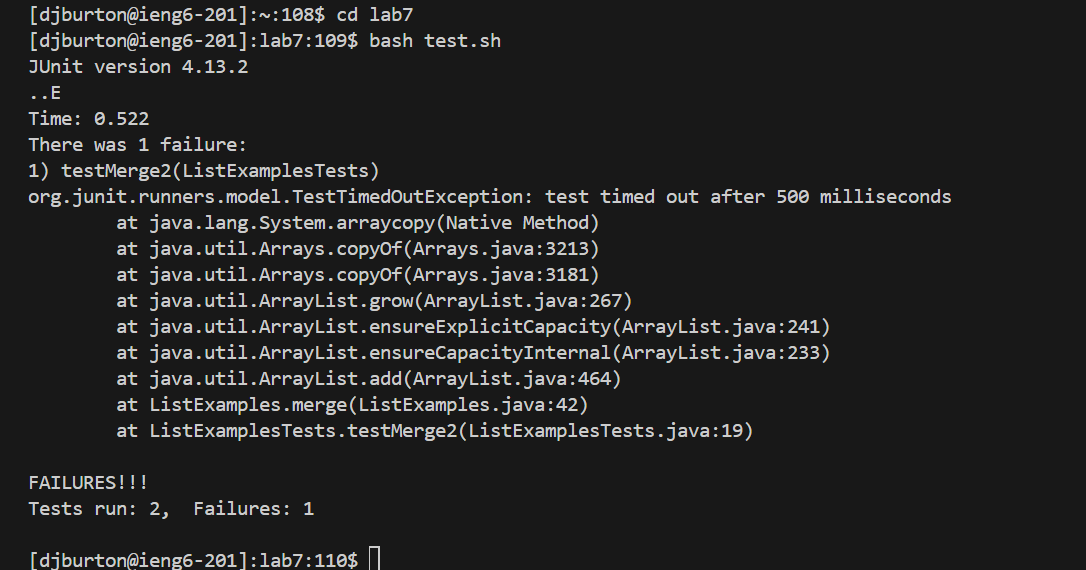 [djburton@ieng6-201]:~:108$ cd lab7
[djburton@ieng6-201]:lab7:109$ bash test.sh
JUnit version 4.13.2
..E
Time: 0.522
There was 1 failure:
1) testMerge2(ListExamplesTests)
org.junit.runners.model.TestTimedOutException: test timed out after 500 milliseconds
        at java.lang.System.arraycopy(Native Method)
        at java.util.Arrays.copyOf(Arrays.java:3213)
        at java.util.Arrays.copyOf(Arrays.java:3181)
        at java.util.ArrayList.grow(ArrayList.java:267)
        at java.util.ArrayList.ensureExplicitCapacity(ArrayList.java:241)
        at java.util.ArrayList.ensureCapacityInternal(ArrayList.java:233)
        at java.util.ArrayList.add(ArrayList.java:464)
        at ListExamples.merge(ListExamples.java:42)
        at ListExamplesTests.testMerge2(ListExamplesTests.java:19)

FAILURES!!!
Tests run: 2,  Failures: 1

[djburton@ieng6-201]:lab7:110$